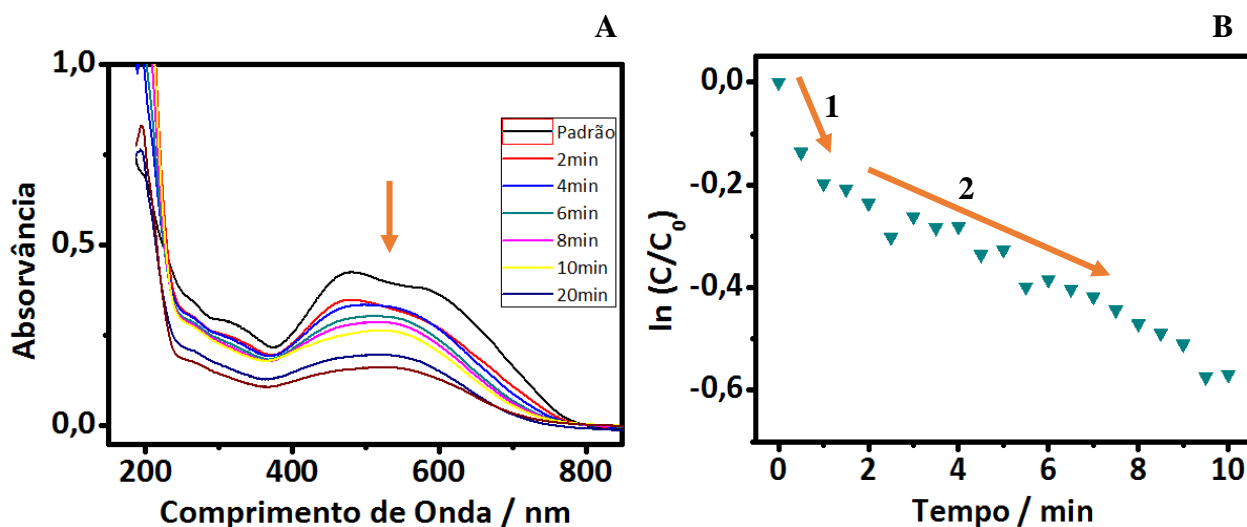 A
Absorvância
1,0
0,5
0,0
Padrão
2min
4min
6min
8min
10min
20min
200
400
600
800
Comprimento de Onda / nm
B
ln (C/C₀)
0,0
-0,2
-0,4
-0,6
1
2
0
2
4
6
8
10
Tempo / min